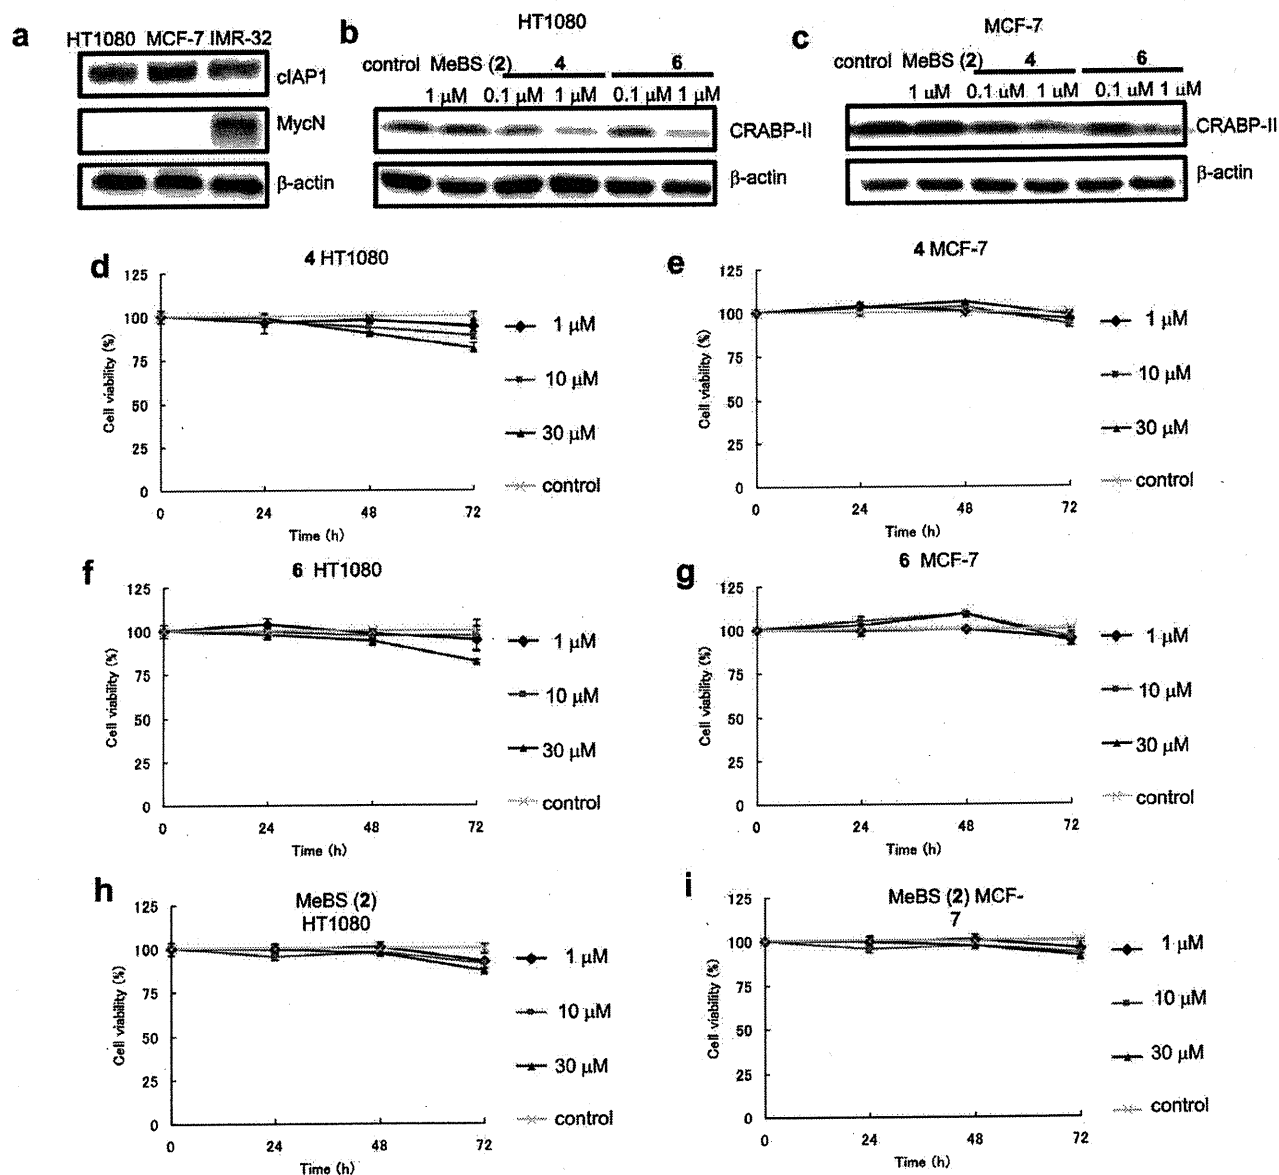 a
HT1080 MCF-7 IMR-32
cIAP1
MycN
β-actin
b
HT1080
control MeBS (2) 4 6
1 μM 0.1 μM 1 μM 0.1 μM 1 μM
CRABP-II
β-actin
c
MCF-7
control MeBS (2) 4 6
1 uM 0.1 μM 1 μM 0.1 μM 1 μM
CRABP-II
β-actin
d
4 HT1080
125
100
75
50
25
0
Cell viability (%)
0 24 48 72
Time (h)
1 μM
10 μM
30 μM
control
e
4 MCF-7
125
100
75
50
25
0
Cell viability (%)
0 24 48 72
Time (h)
1 μM
10 μM
30 μM
control
f
6 HT1080
125
100
75
50
25
0
Cell viability (%)
0 24 48 72
Time (h)
1 μM
10 μM
30 μM
control
g
6 MCF-7
125
100
75
50
25
0
Cell viability (%)
0 24 48 72
Time (h)
1 μM
10 μM
30 μM
control
h
MeBS (2)
HT1080
125
100
75
50
25
0
Cell viability (%)
0 24 48 72
Time (h)
1 μM
10 μM
30 μM
control
i
MeBS (2) MCF-
7
125
100
75
50
25
0
Cell viability (%)
0 24 48 72
Time (h)
1 μM
10 μM
30 μM
control